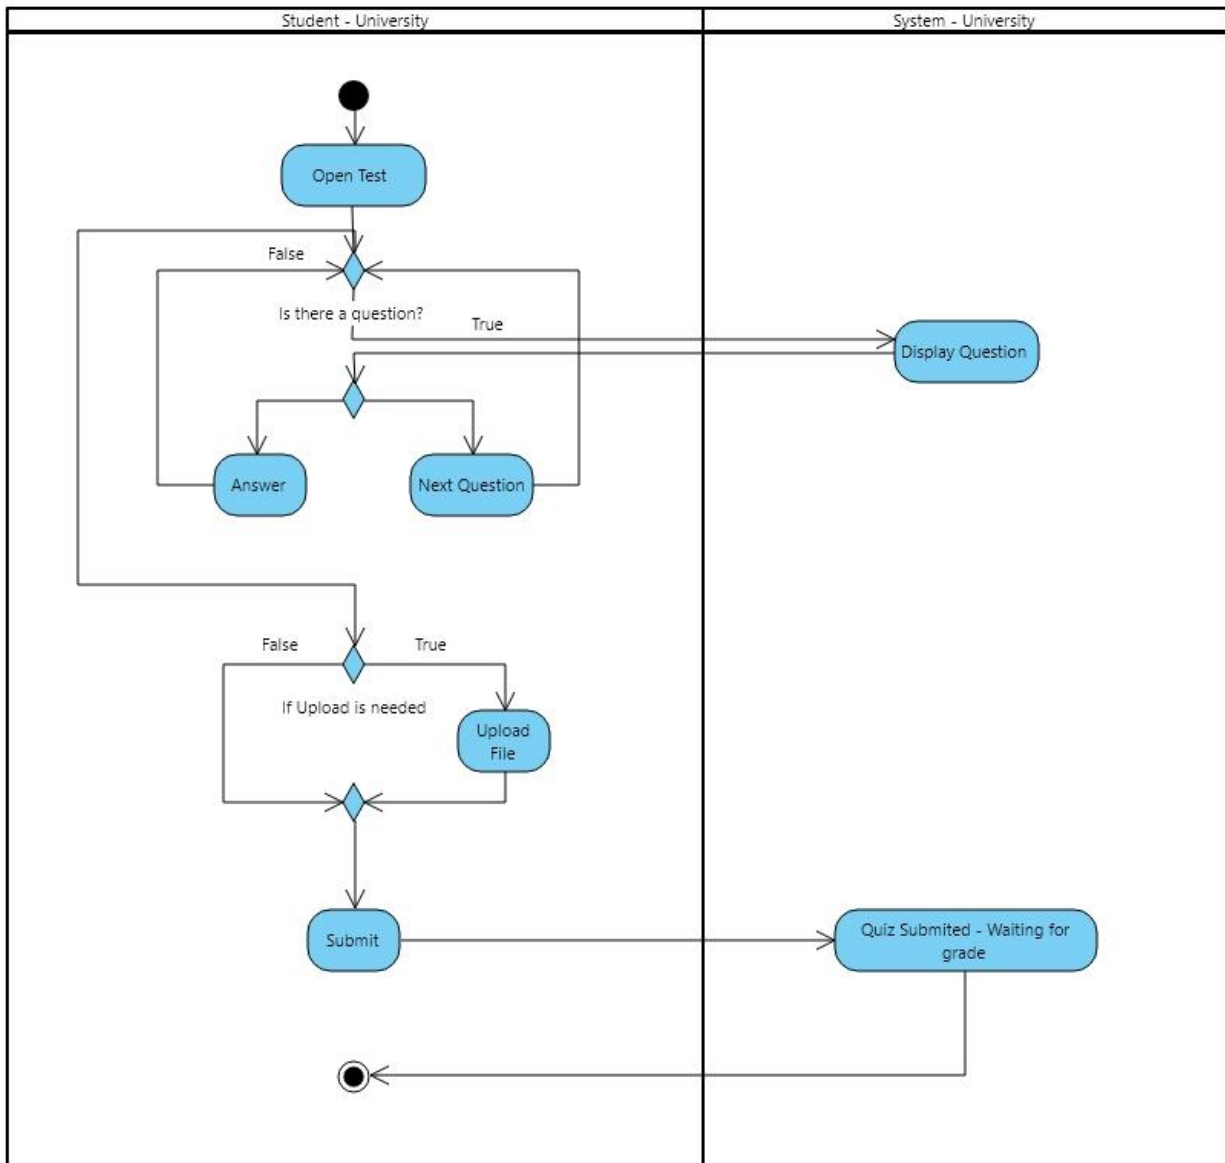 Student - University
System - University
Open Test
False
Is there a question?
True
Display Question
Answer
Next Question
False
True
If Upload is needed
Upload
File
Submit
Quiz Submited - Waiting for
grade